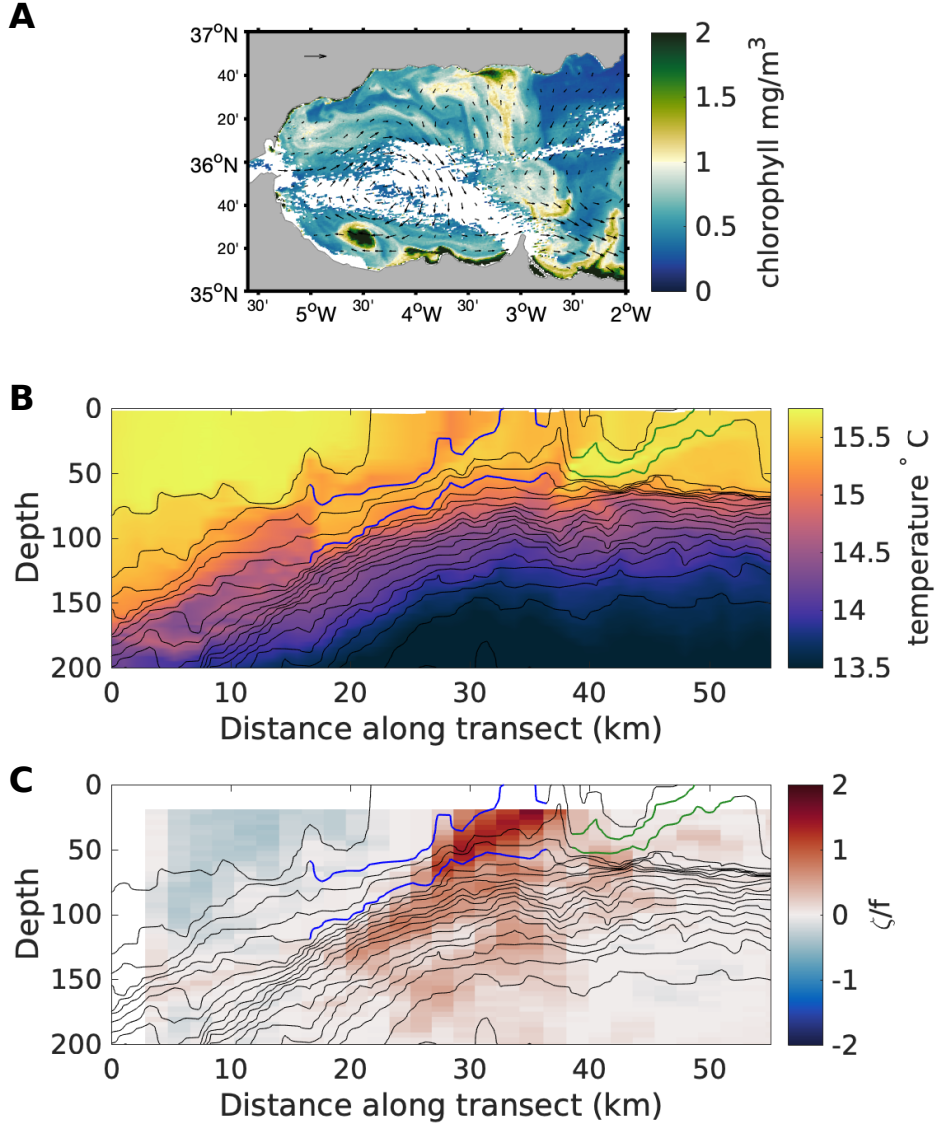 A
37°N
40'
20'
36°N
40'
20'
35°N
30'
5°W
30'
4°W
30'
3°W
30'
2°W
2
1.5
1
0.5
0
chlorophyll mg/m³
B
0
50
100
150
200
Depth
0
10
20
30
40
50
Distance along transect (km)
15.5
15
14.5
14
13.5
temperature ° C
C
0
50
100
150
200
Depth
0
10
20
30
40
50
Distance along transect (km)
2
1
0
-1
-2
ζ/f